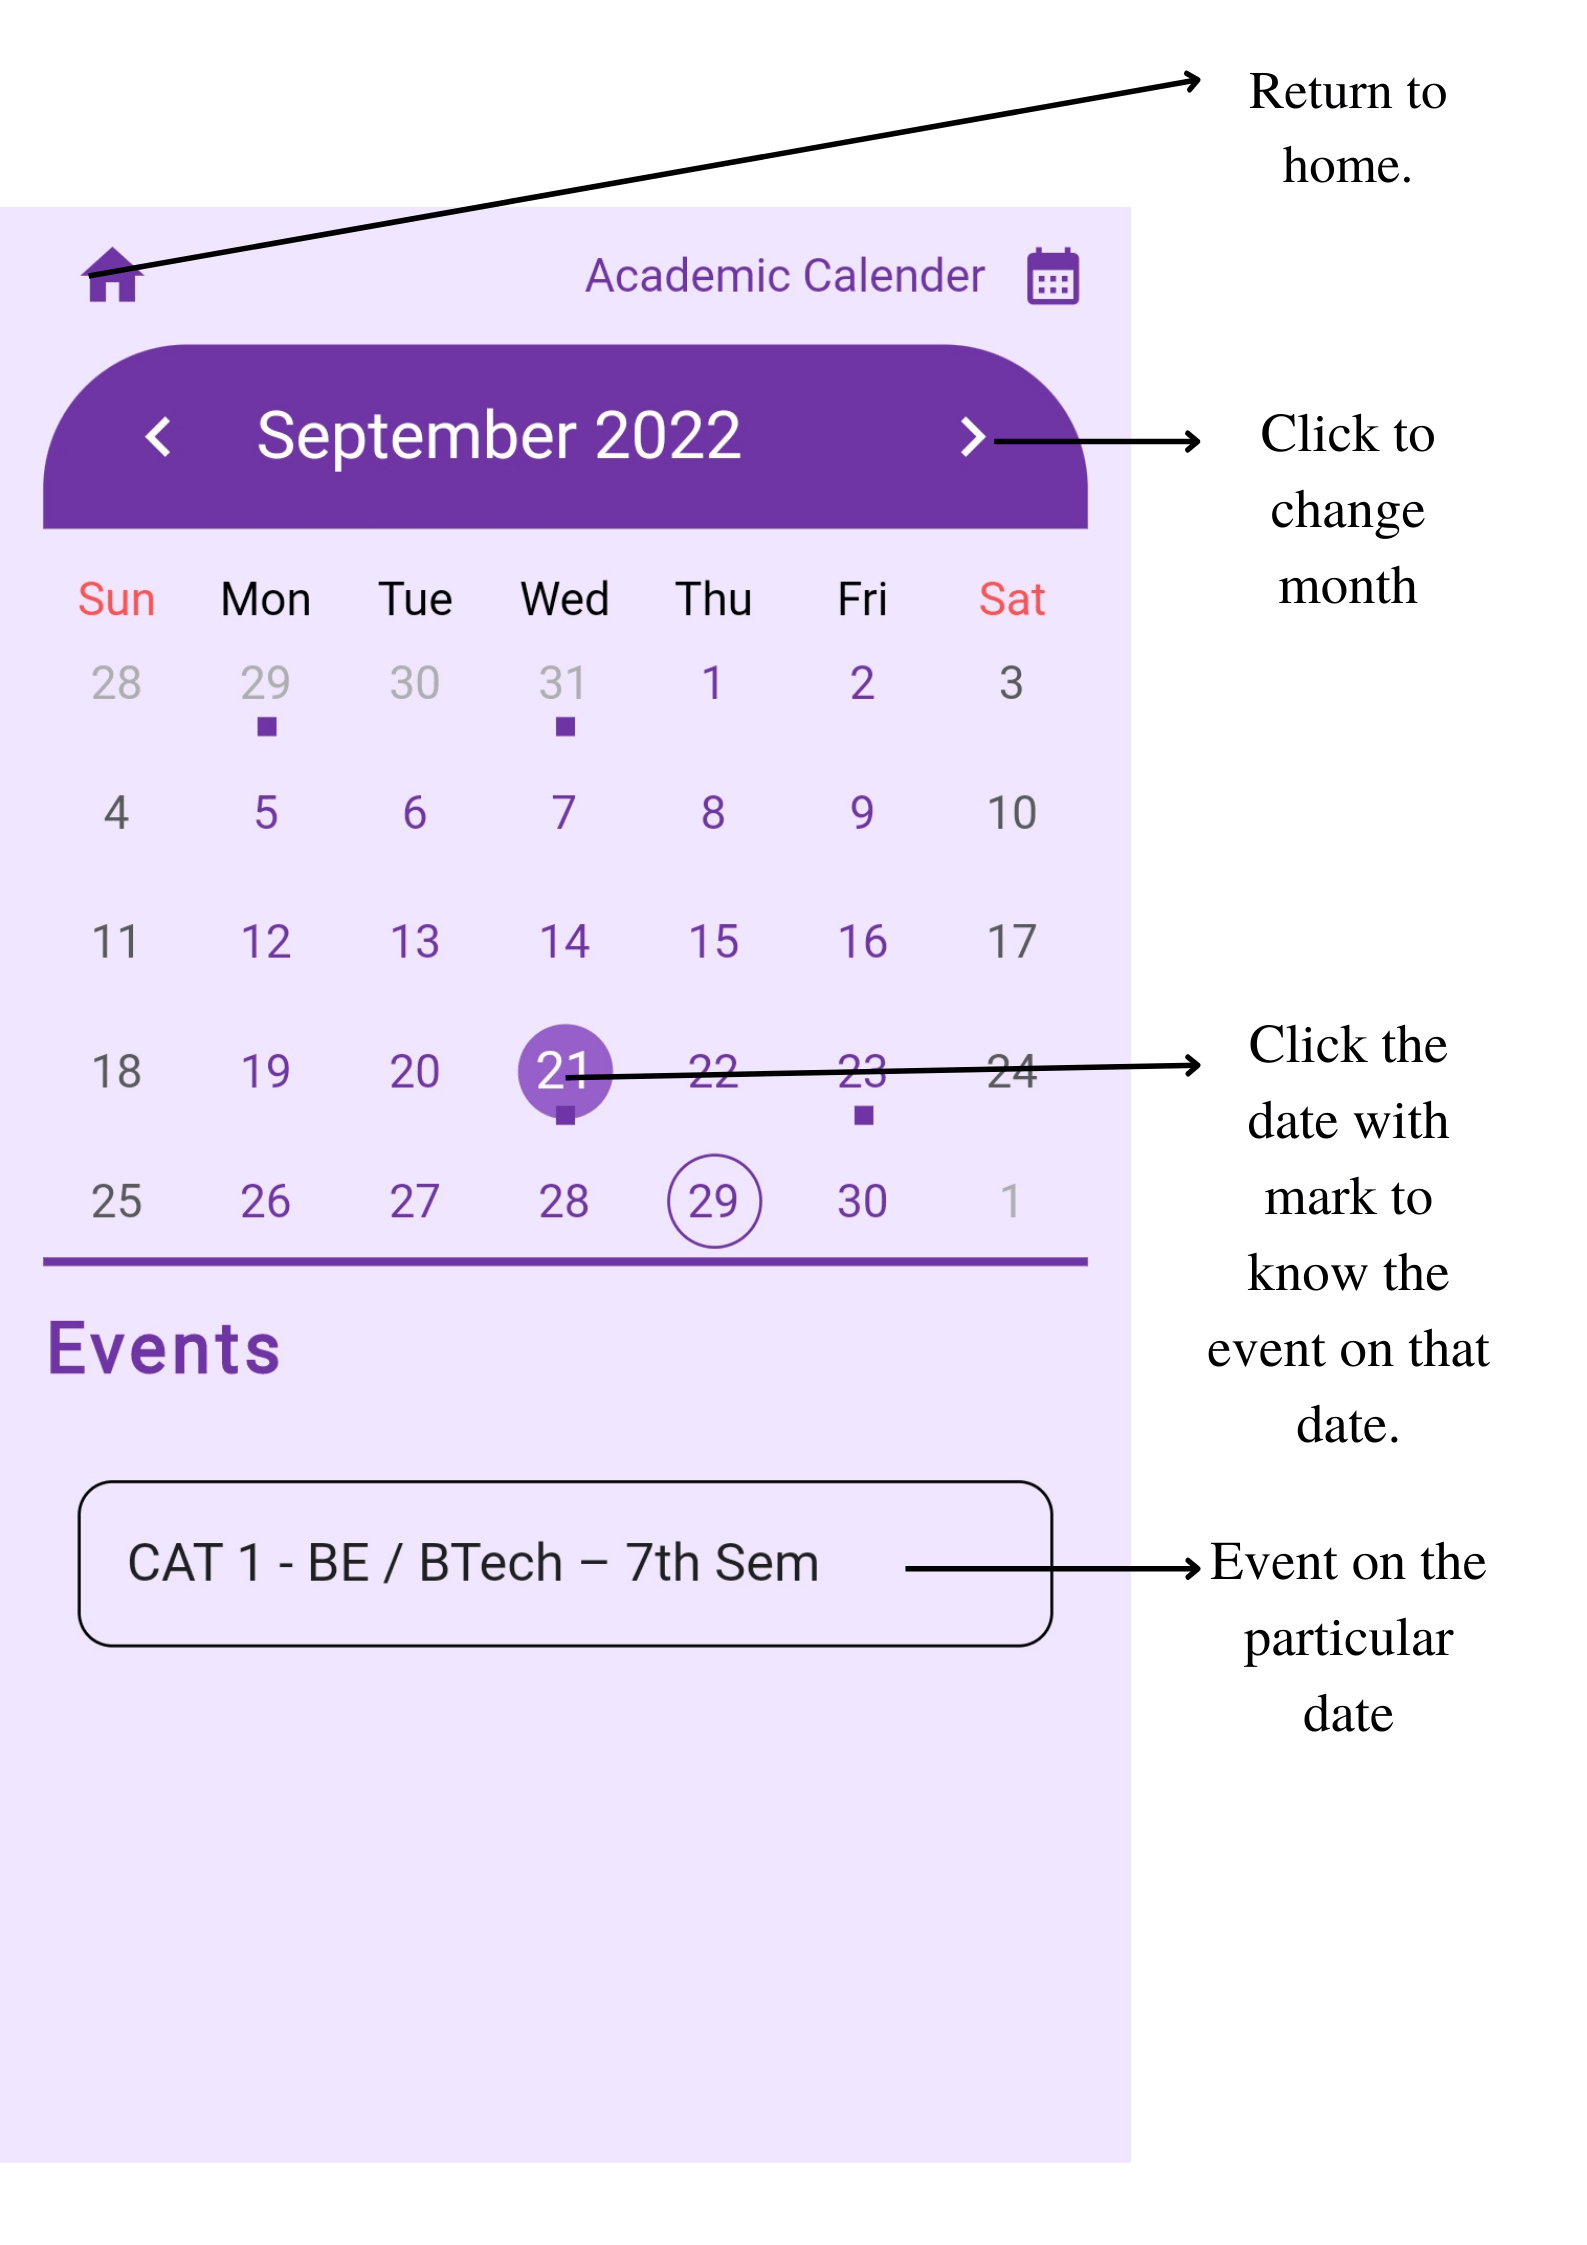 Return to
home.
Academic Calender
September 2022
Click to
change
month
Sun Mon Tue Wed Thu Fri Sat
28 29 30 31 1 2 3
4 5 6 7 8 9 10
11 12 13 14 15 16 17
18 19 20 21 22 23 24
25 26 27 28 29 30 1
Click the
date with
mark to
know the
event on that
date.
Events
CAT 1 - BE / BTech – 7th Sem
Event on the
particular
date